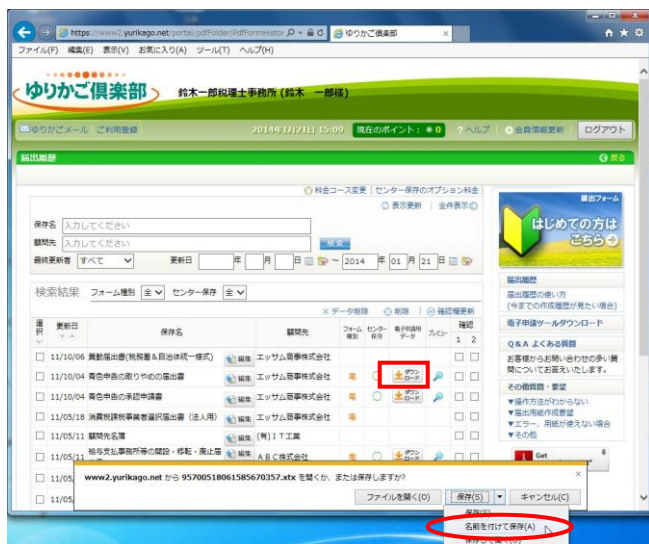 https://www2.yurikago.net/portal/pdfFolder/PdfFormHistor
ゆりかご倶楽部
ファイル(F) 編集(E) 表示(V) お気に入り(A) ツール(T) ヘルプ(H)
ゆりかご倶楽部 鈴木一郎税理士事務所 (鈴木 一郎様)
ゆりかごメール ご利用登録 2014年1月21日 15:09 現在のポイント: 0 ? ヘルプ 会員情報更新 ログアウト
届出履歴 戻る
料金コース変更 | センター保存のオプション料金
表示更新 | 全件表示
保存名 入力してください
顧問先 入力してください 検索
最終更新者 すべて 更新日 年 月 日 ~ 2014 年 01 月 21 日
検索結果 フォーム種別 全 センター保存 全
× データ削除 削除 | 確認欄更新
選択 更新日 保存名 顧問先 フォーム種別 センター保存 電子申請用データ プレビュー 確認 1 2
11/10/06 異動届出書(税務署&自治体統一様式) 編集 エッサム商事株式会社
11/10/04 青色申告の取りやめの届出書 編集 エッサム商事株式会社 電 ダウンロード
11/10/04 青色申告の承認申請書 編集 エッサム商事株式会社 電 ダウンロード
11/05/18 消費税課税事業者選択届出書(法人用) 編集 エッサム商事株式会社 電
11/05/11 顧問先名簿 編集 (有)IT工業
11/05/11 給与支払事務所等の開設・移転・廃止届 編集 ABC株式会社 電 ダウンロード
11/05,
11/05,
届出フォーム
はじめての方は
こちら
届出履歴
届出履歴の使い方
(今までの作成履歴が見たい場合)
電子申請ツールダウンロード
Q&A よくある質問
お客様からお問い合わせの多い質
問についてお答えいたします。
その他質問・要望
▼操作方法がわからない
▼届出用紙作成要望
▼エラー、用紙が使えない場合
▼その他
Get
www2.yurikago.net から 95700518061585670357.xtx を開くか、または保存しますか?
ファイルを開く(O) 保存(S) キャンセル(C)
保存(S)
名前を付けて保存(A)
保存して開く(O)